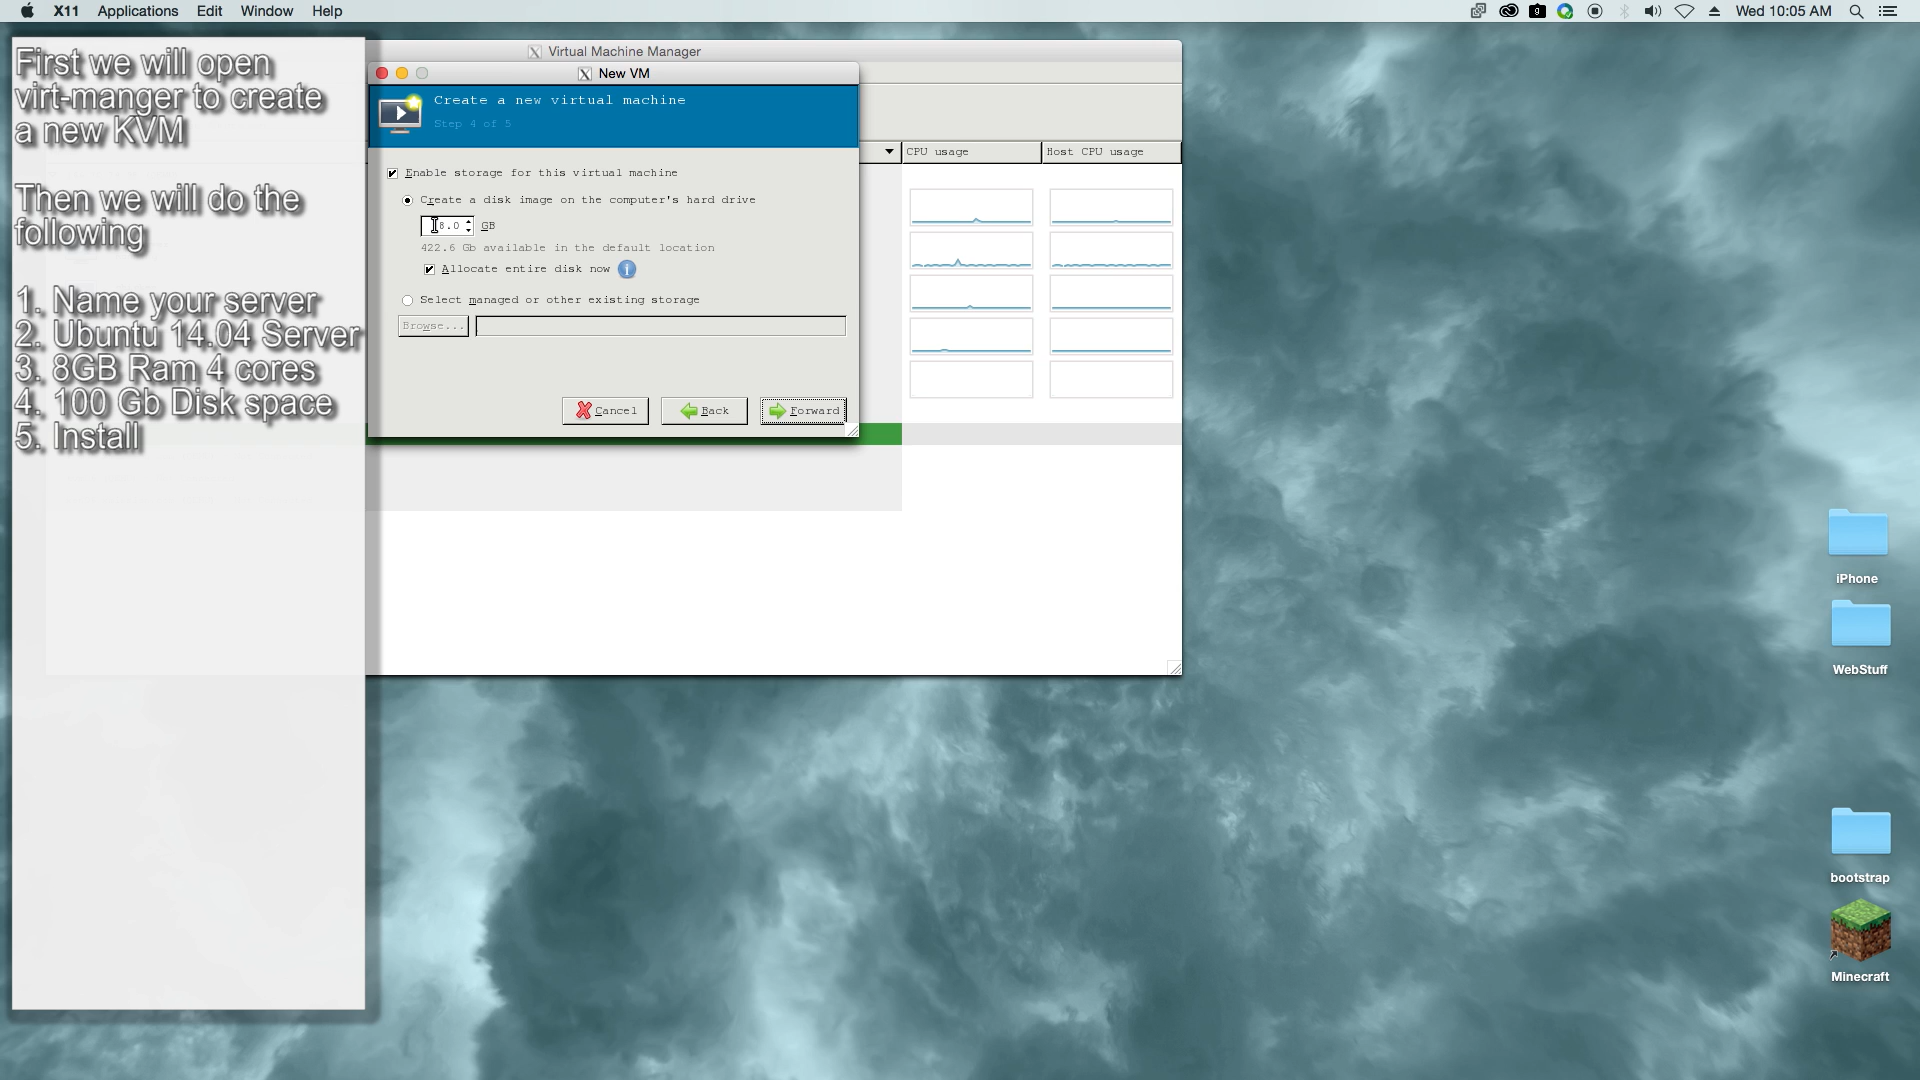 X11 Applications Edit Window Help
Wed 10:05 AM
First we will open
virt-manger to create
a new KVM
Then we will do the
following
1. Name your server
2. Ubuntu 14.04 Server
3. 8GB Ram 4 cores
4. 100 Gb Disk space
5. Install
Virtual Machine Manager
New VM
Create a new virtual machine
Step 4 of 5
CPU usage
Host CPU usage
Enable storage for this virtual machine
Create a disk image on the computer's hard drive
8.0 GB
422.6 Gb available in the default location
Allocate entire disk now
Select managed or other existing storage
Browse...
Cancel
Back
Forward
iPhone
WebStuff
bootstrap
Minecraft